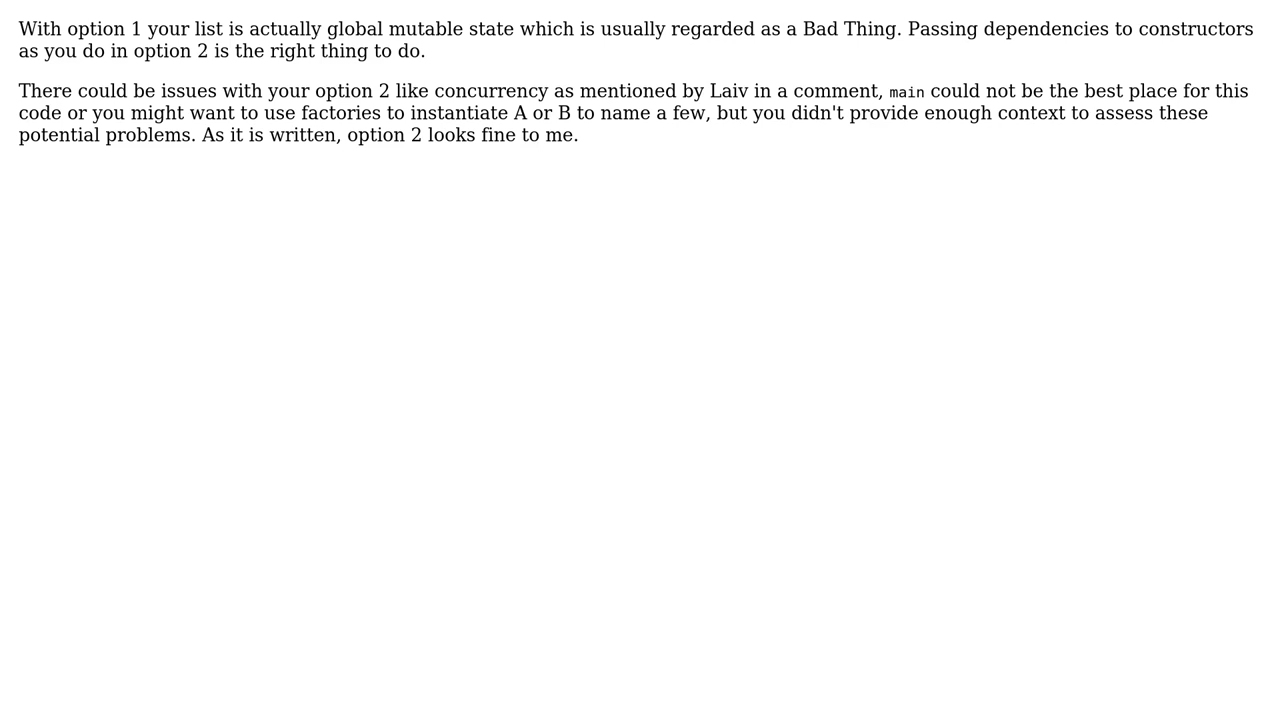 With option 1 your list is actually global mutable state which is usually regarded as a Bad Thing. Passing dependencies to constructors
as you do in option 2 is the right thing to do.
There could be issues with your option 2 like concurrency as mentioned by Laiv in a comment, main could not be the best place for this
code or you might want to use factories to instantiate A or B to name a few, but you didn't provide enough context to assess these
potential problems. As it is written, option 2 looks fine to me.